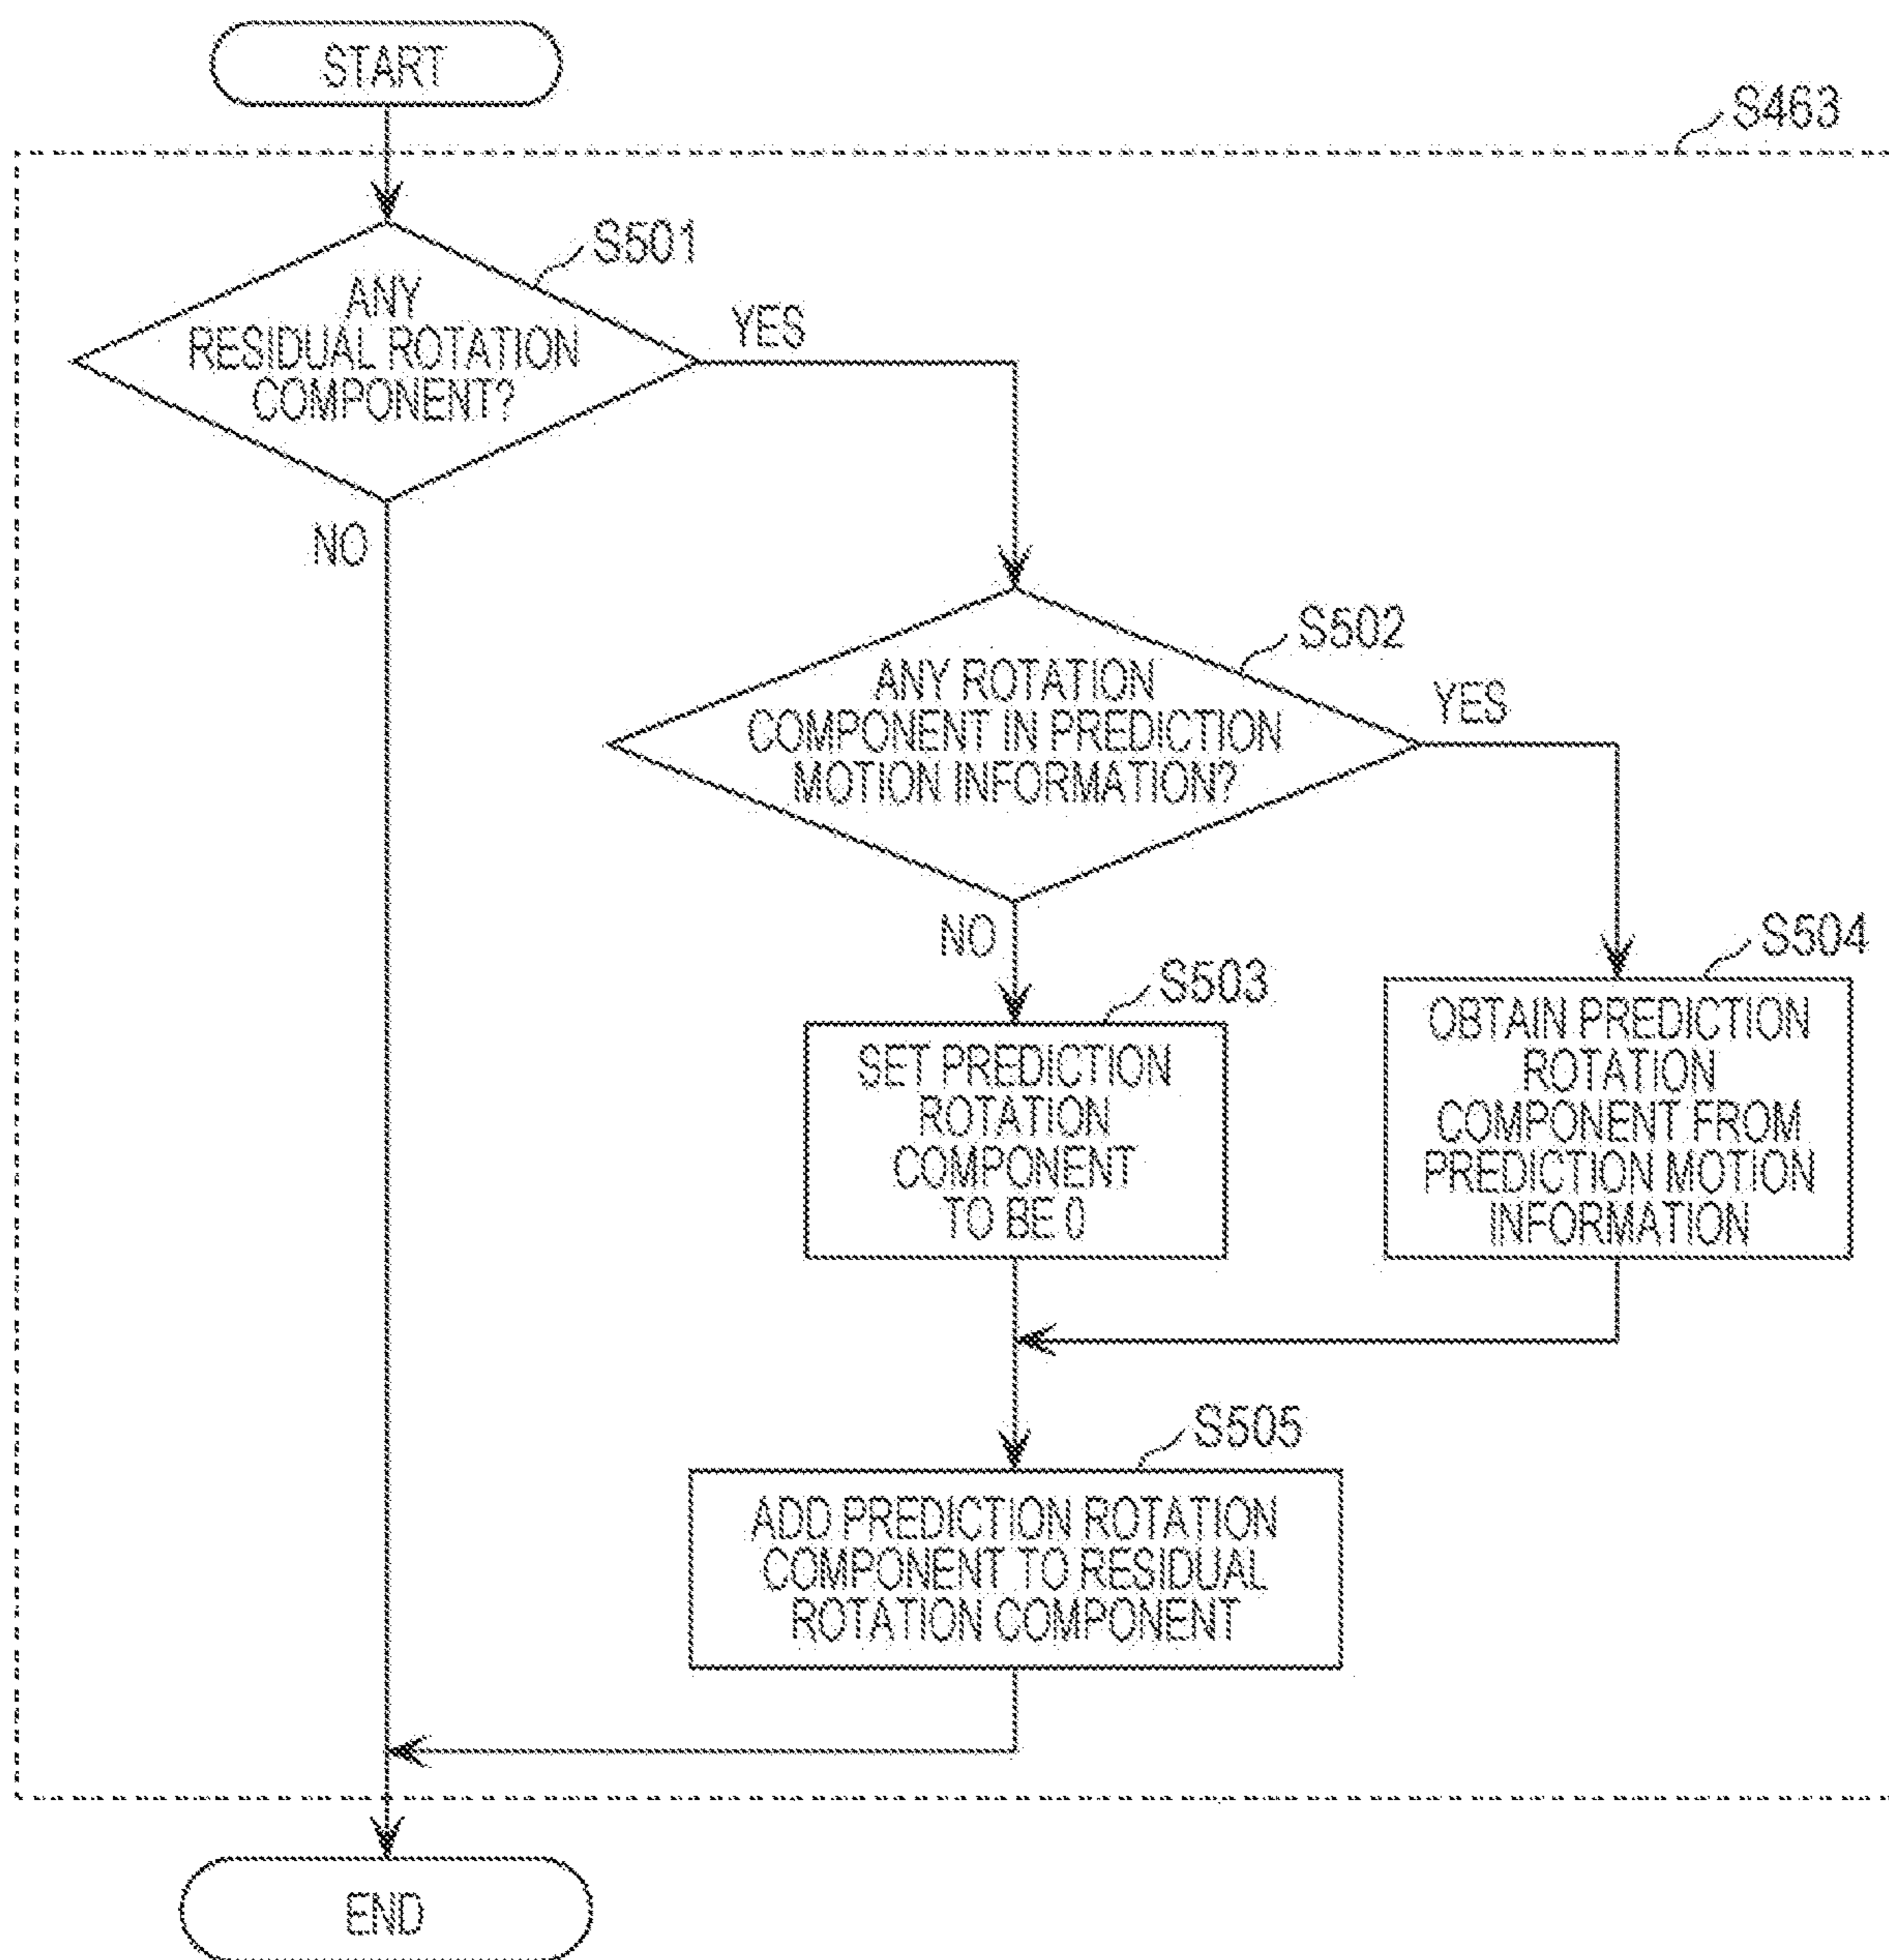 START
S463
S501
ANY
RESIDUAL ROTATION
COMPONENT?
YES
NO
S502
ANY ROTATION
COMPONENT IN PREDICTION
MOTION INFORMATION?
YES
NO
S503
SET PREDICTION
ROTATION
COMPONENT
TO BE 0
S504
OBTAIN PREDICTION
ROTATION
COMPONENT FROM
PREDICTION MOTION
INFORMATION
S505
ADD PREDICTION ROTATION
COMPONENT TO RESIDUAL
ROTATION COMPONENT
END